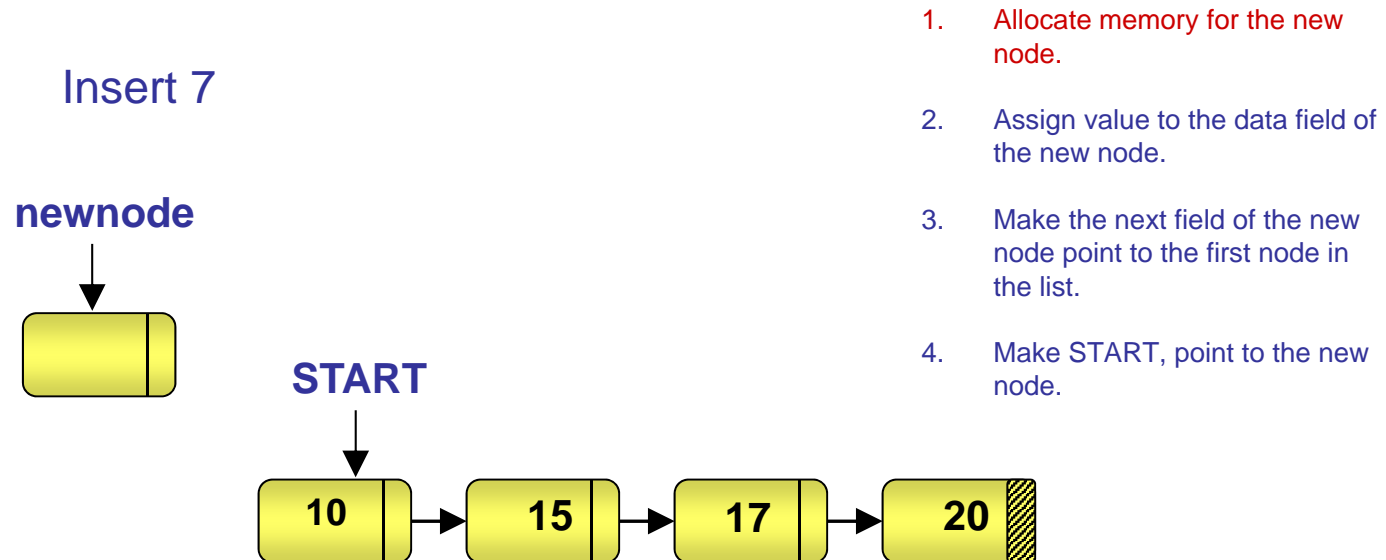 Insert 7
newnode
START
10 15 17 20
1. Allocate memory for the new
node.
2. Assign value to the data field of
the new node.
3. Make the next field of the new
node point to the first node in
the list.
4. Make START, point to the new
node.